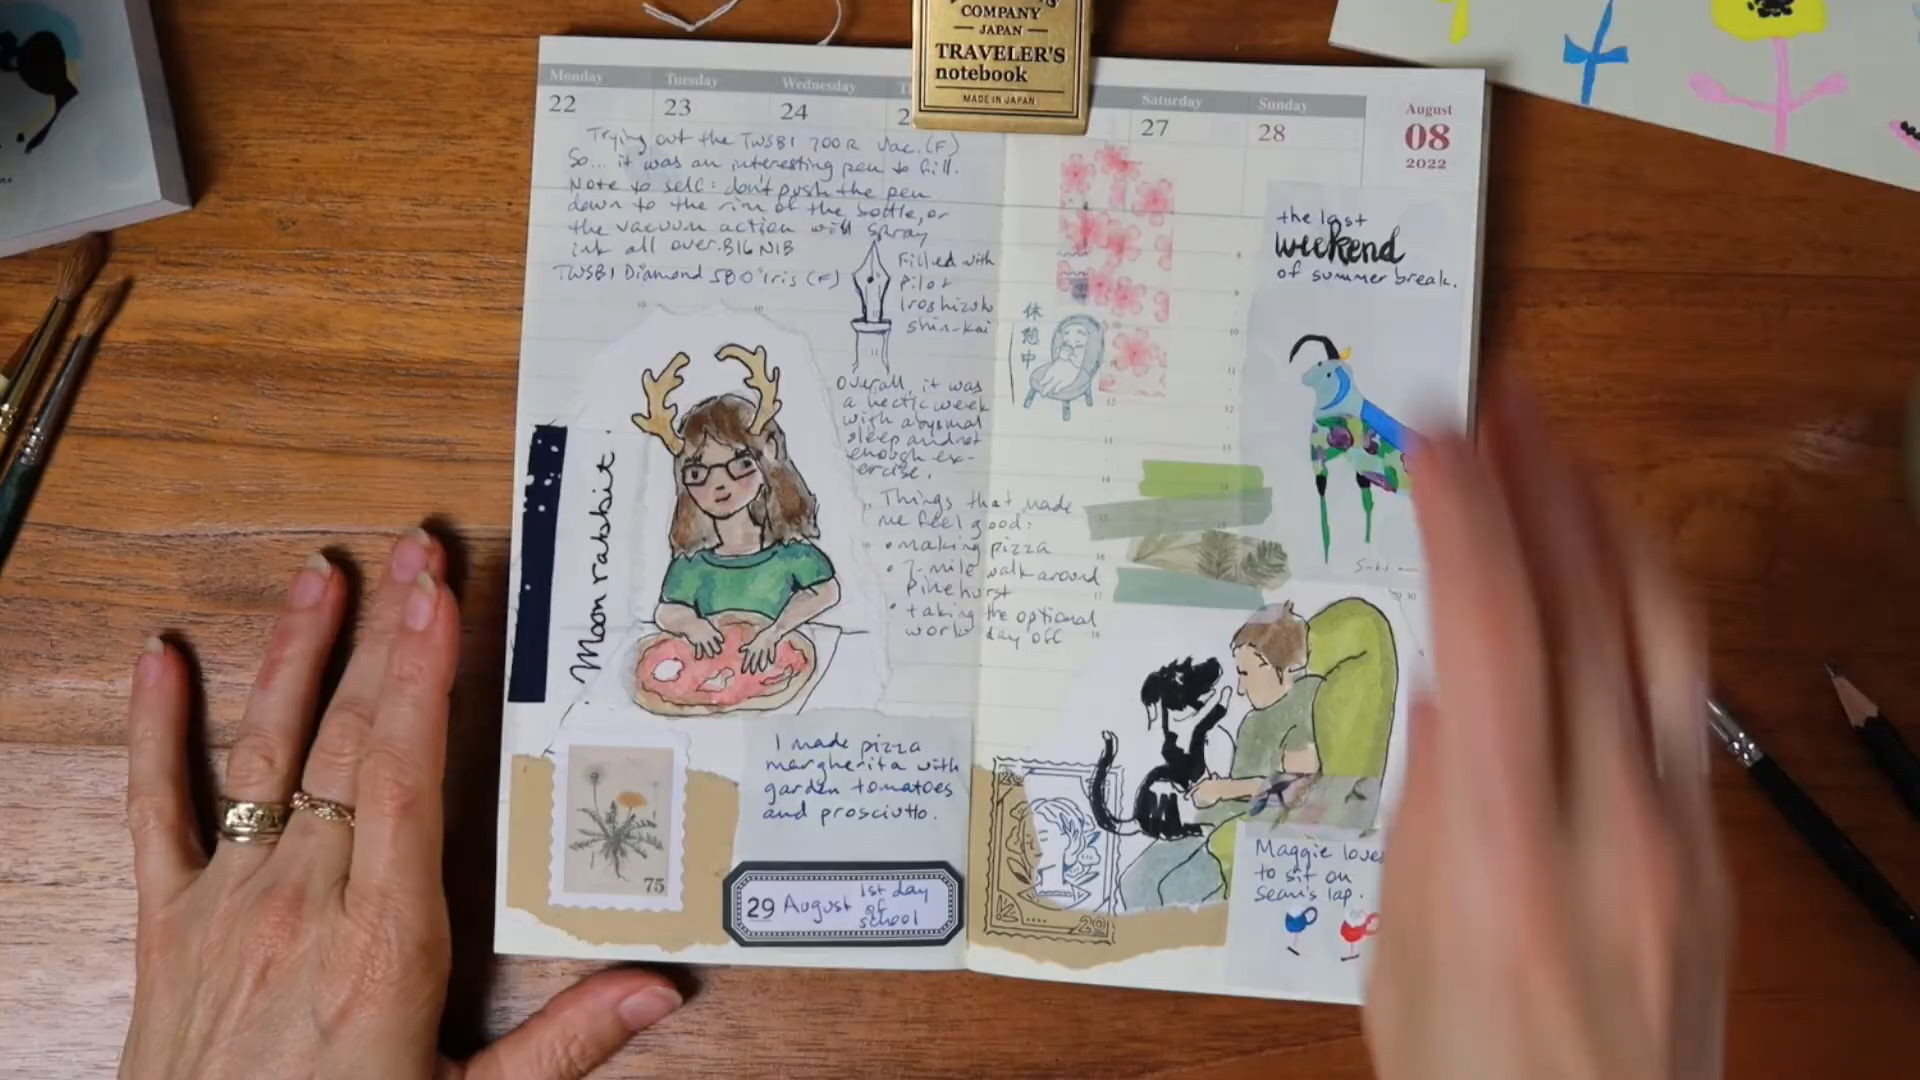 COMPANY
JAPAN
TRAVELER'S
notebook
MADE IN JAPAN
Monday
Tuesday
Wednesday
Saturday
Sunday
August
22
23
24
27
28
08
2022
Trying out the TWSBI 700R Vac. (F)
So... it was an interesting pen to fill.
Note to self: don't push the pen
down to the rim of the bottle, or
the vacuum action will spray
ink all over. BIG NIB
TWSBI Diamond 580 Iris (F)
Filled with
Pilot
Iroshizuku
shin-kai
Overall, it was
a hectic week
with abysmal
sleep and not
enough ex-
ercise.
Things that made
me feel good:
• making pizza
• 7-mile walk around
Pinehurst
• taking the optional
work day off
Moon rabbit.
75
I made pizza
margherita with
garden tomatoes
and prosciutto.
29 August 1st day
of
school
休
憩
中
the last
weekend
of summer break.
Maggie loves
to sit on
Sean's lap.